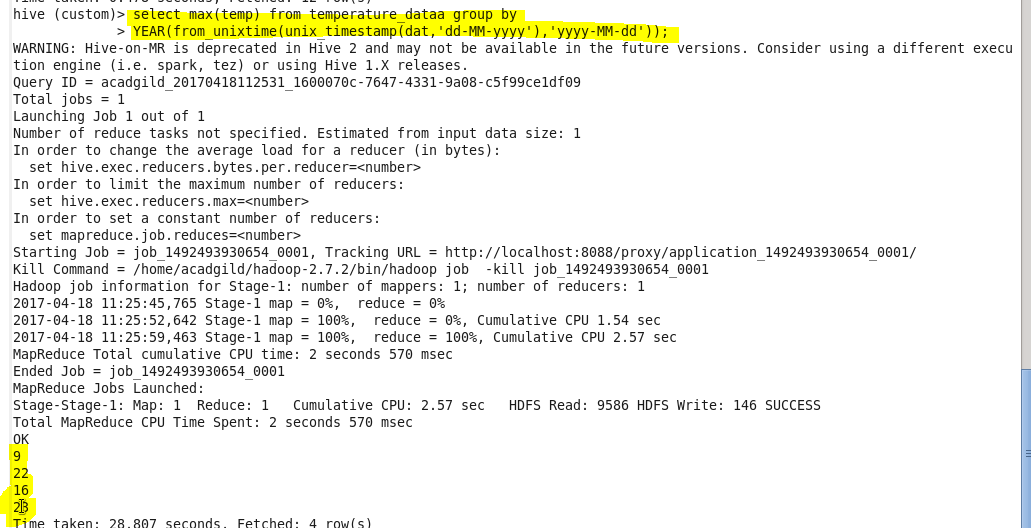 hive (custom)> select max(temp) from temperature_dataa group by
> YEAR(from_unixtime(unix_timestamp(dat,'dd-MM-yyyy'),'yyyy-MM-dd'));
WARNING: Hive-on-MR is deprecated in Hive 2 and may not be available in the future versions. Consider using a different execu
tion engine (i.e. spark, tez) or using Hive 1.X releases.
Query ID = acadgild_20170418112531_1600070c-7647-4331-9a08-c5f99ce1df09
Total jobs = 1
Launching Job 1 out of 1
Number of reduce tasks not specified. Estimated from input data size: 1
In order to change the average load for a reducer (in bytes):
set hive.exec.reducers.bytes.per.reducer=<number>
In order to limit the maximum number of reducers:
set hive.exec.reducers.max=<number>
In order to set a constant number of reducers:
set mapreduce.job.reduces=<number>
Starting Job = job_1492493930654_0001, Tracking URL = http://localhost:8088/proxy/application_1492493930654_0001/
Kill Command = /home/acadgild/hadoop-2.7.2/bin/hadoop job  -kill job_1492493930654_0001
Hadoop job information for Stage-1: number of mappers: 1; number of reducers: 1
2017-04-18 11:25:45,765 Stage-1 map = 0%,  reduce = 0%
2017-04-18 11:25:52,642 Stage-1 map = 100%,  reduce = 0%, Cumulative CPU 1.54 sec
2017-04-18 11:25:59,463 Stage-1 map = 100%,  reduce = 100%, Cumulative CPU 2.57 sec
MapReduce Total cumulative CPU time: 2 seconds 570 msec
Ended Job = job_1492493930654_0001
MapReduce Jobs Launched:
Stage-Stage-1: Map: 1  Reduce: 1   Cumulative CPU: 2.57 sec   HDFS Read: 9586 HDFS Write: 146 SUCCESS
Total MapReduce CPU Time Spent: 2 seconds 570 msec
OK
9
22
16
23
Time taken: 28.807 seconds, Fetched: 4 row(s)